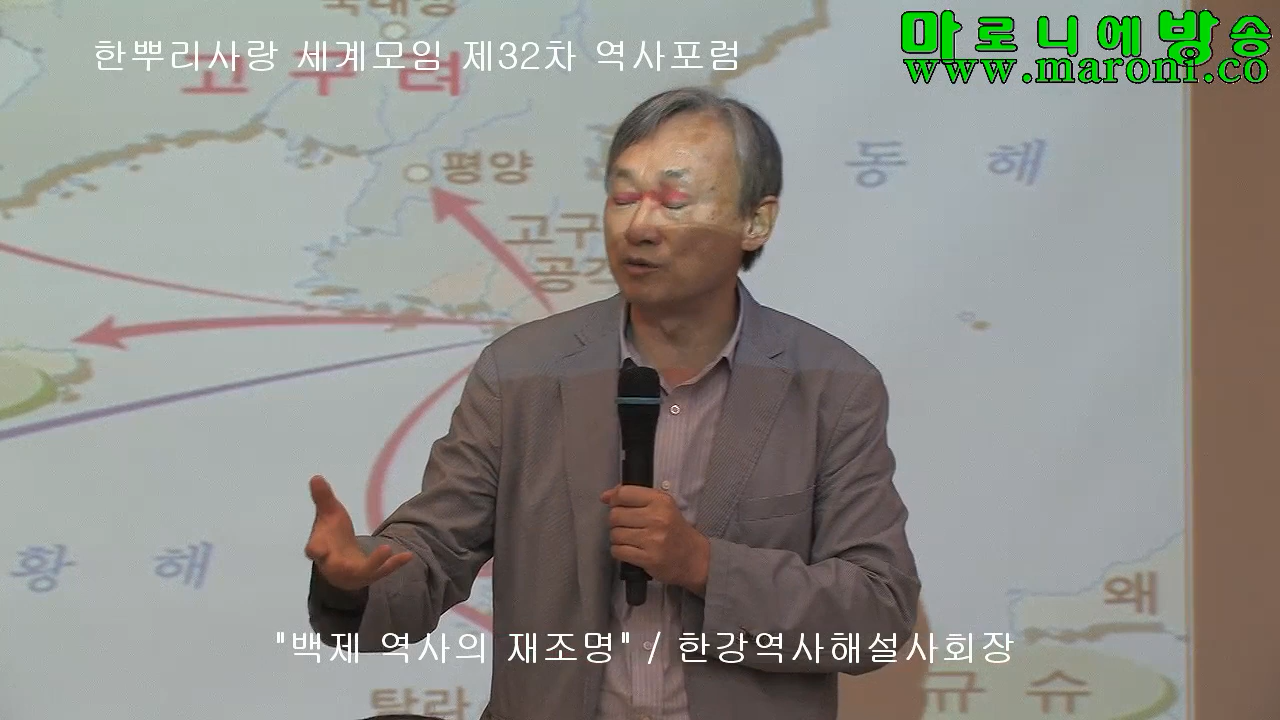 한뿌리사랑 세계모임 제32차 역사포럼
마로니에방송
www.maroni.co
고구려
평양
동 해
고구
공격
황 해
왜
"백제 역사의 재조명" / 한강역사해설사회장
탐라
규 슈